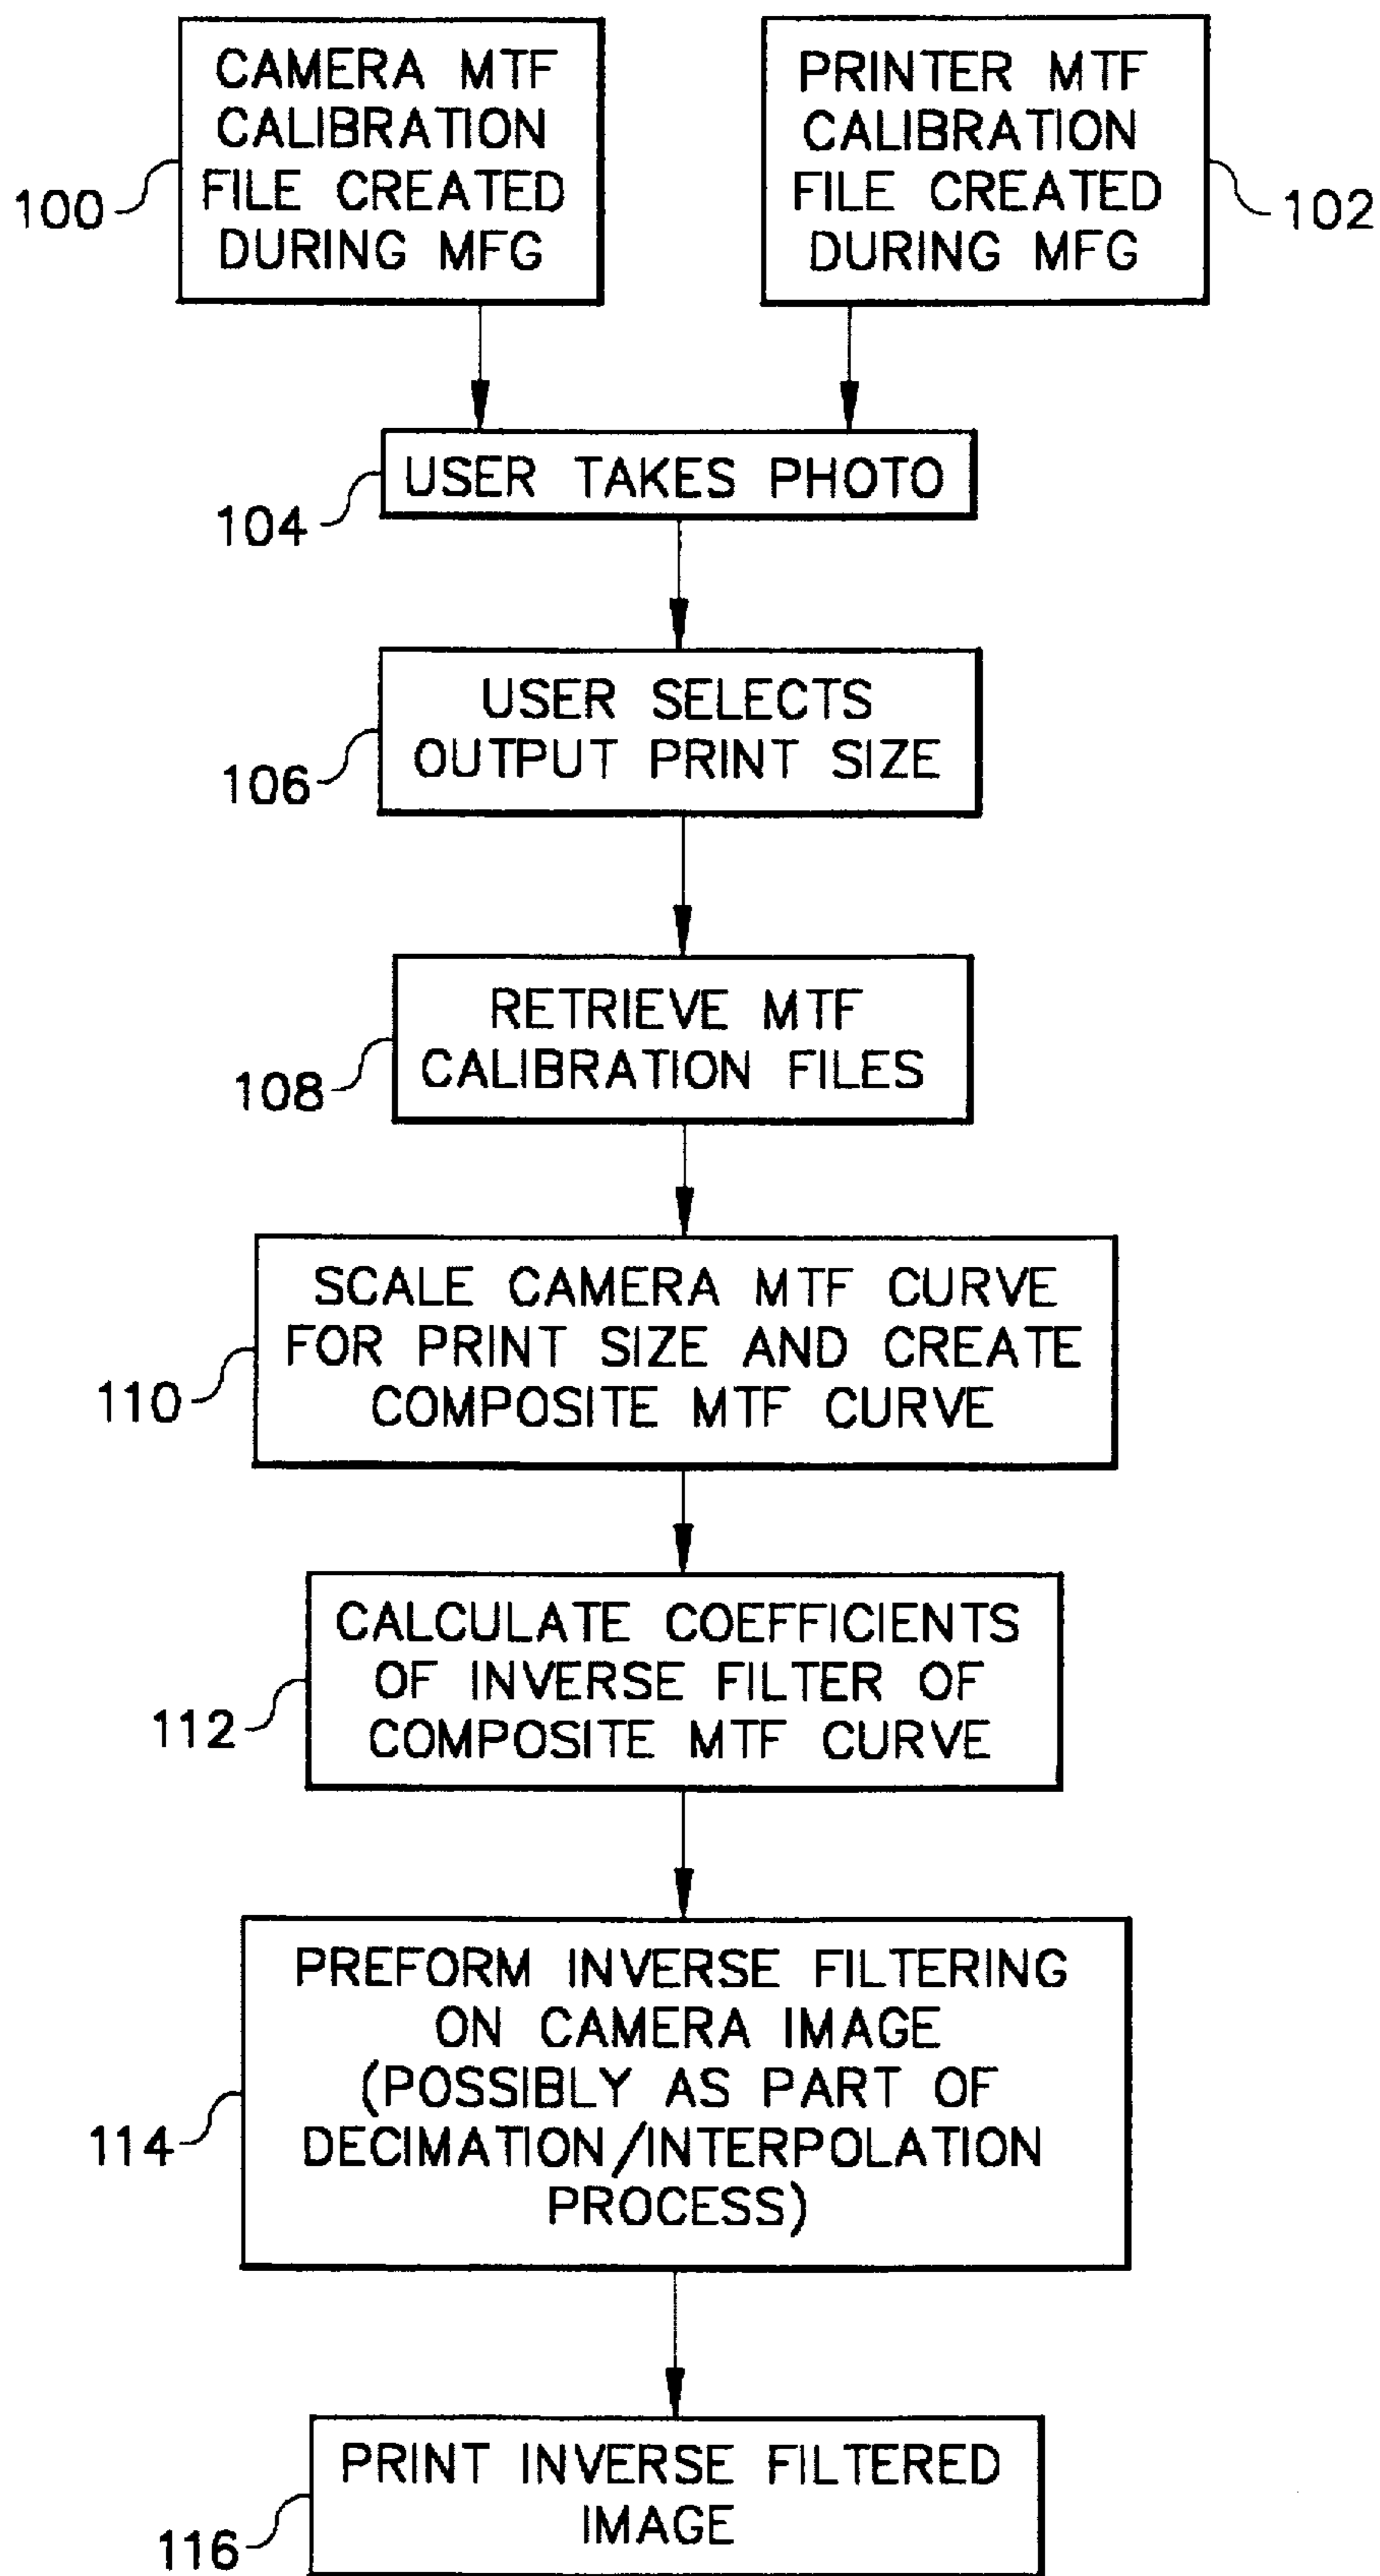 CAMERA MTF
CALIBRATION
FILE CREATED
DURING MFG
100
PRINTER MTF
CALIBRATION
FILE CREATED
DURING MFG
102
USER TAKES PHOTO
104
USER SELECTS
OUTPUT PRINT SIZE
106
RETRIEVE MTF
CALIBRATION FILES
108
SCALE CAMERA MTF CURVE
FOR PRINT SIZE AND CREATE
COMPOSITE MTF CURVE
110
CALCULATE COEFFICIENTS
OF INVERSE FILTER OF
COMPOSITE MTF CURVE
112
PREFORM INVERSE FILTERING
ON CAMERA IMAGE
(POSSIBLY AS PART OF
DECIMATION/INTERPOLATION
PROCESS)
114
PRINT INVERSE FILTERED
IMAGE
116